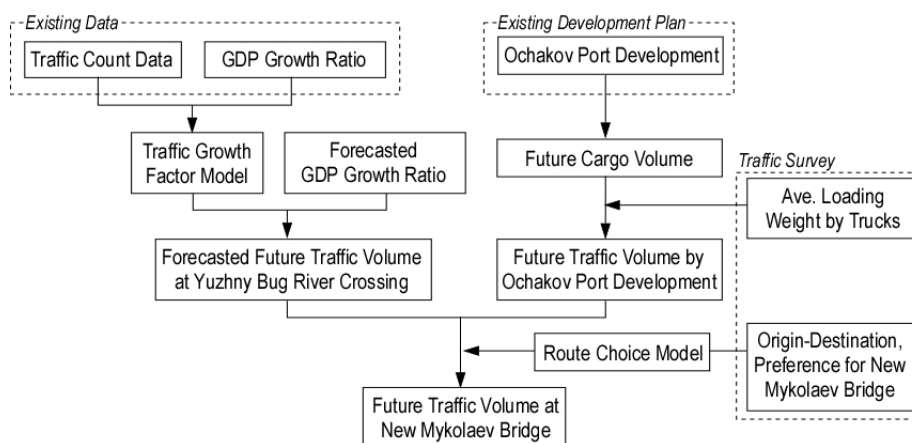 Existing Data
Existing Development Plan
Traffic Count Data
GDP Growth Ratio
Ochakov Port Development
Traffic Growth
Factor Model
Forecasted
GDP Growth Ratio
Future Cargo Volume
Traffic Survey
Ave. Loading
Weight by Trucks
Forecasted Future Traffic Volume
at Yuzhny Bug River Crossing
Future Traffic Volume by
Ochakov Port Development
Route Choice Model
Origin-Destination,
Preference for New
Mykolaev Bridge
Future Traffic Volume at
New Mykolaev Bridge